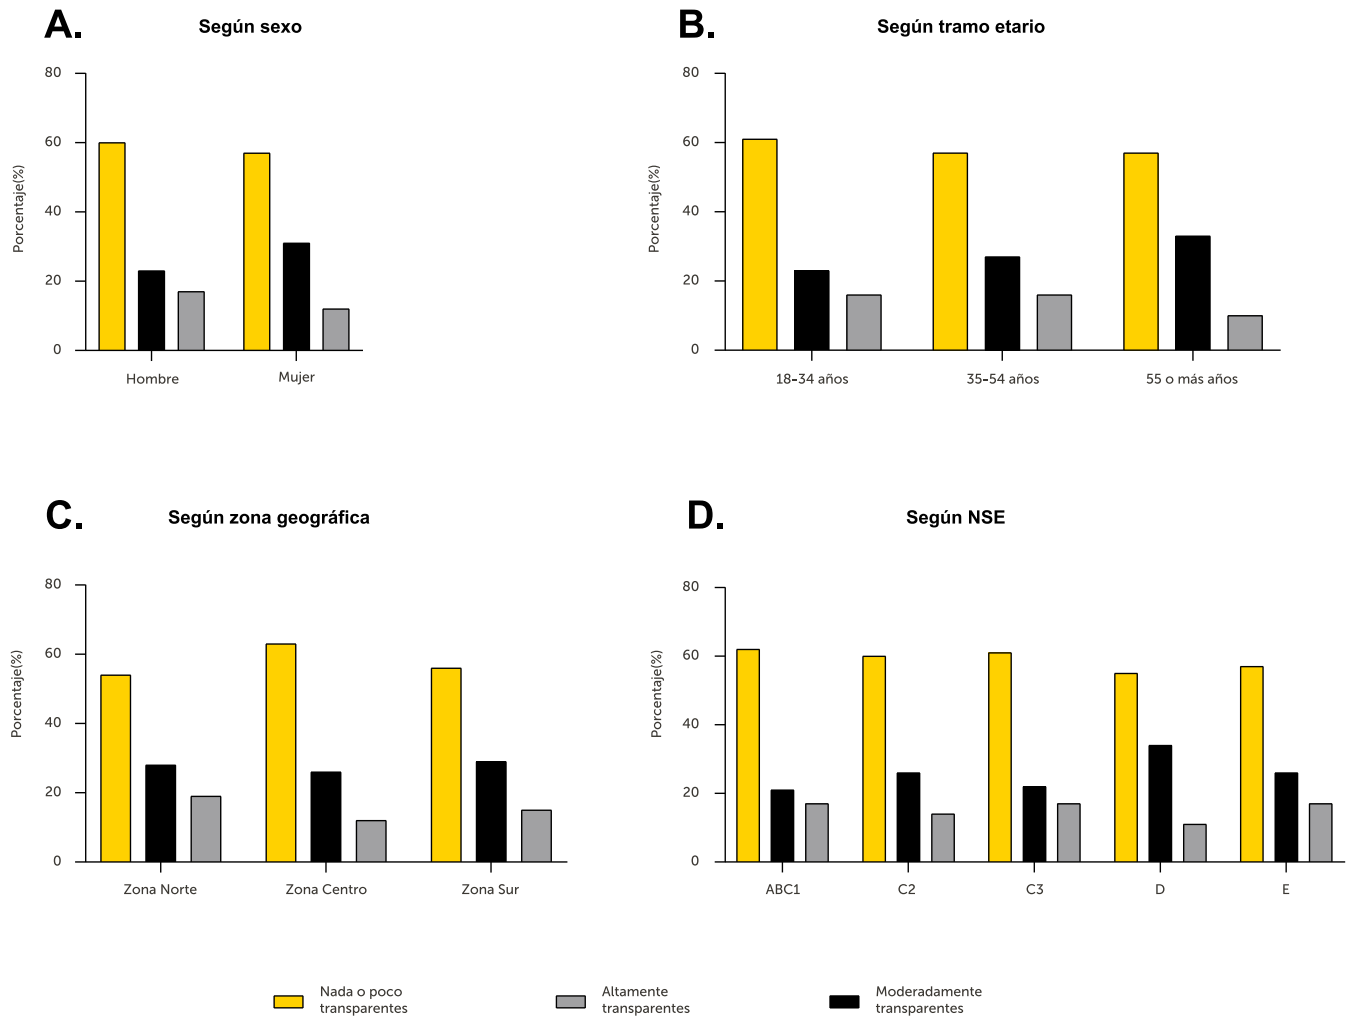 A.
Según sexo
80
60
40
20
0
Porcentaje(%)
Hombre
Mujer
B.
Según tramo etario
80
60
40
20
0
Porcentaje(%)
18-34 años
35-54 años
55 o más años
C.
Según zona geográfica
80
60
40
20
0
Porcentaje(%)
Zona Norte
Zona Centro
Zona Sur
D.
Según NSE
80
60
40
20
0
Porcentaje(%)
ABC1
C2
C3
D
E
Nada o poco
transparentes
Altamente
transparentes
Moderadamente
transparentes